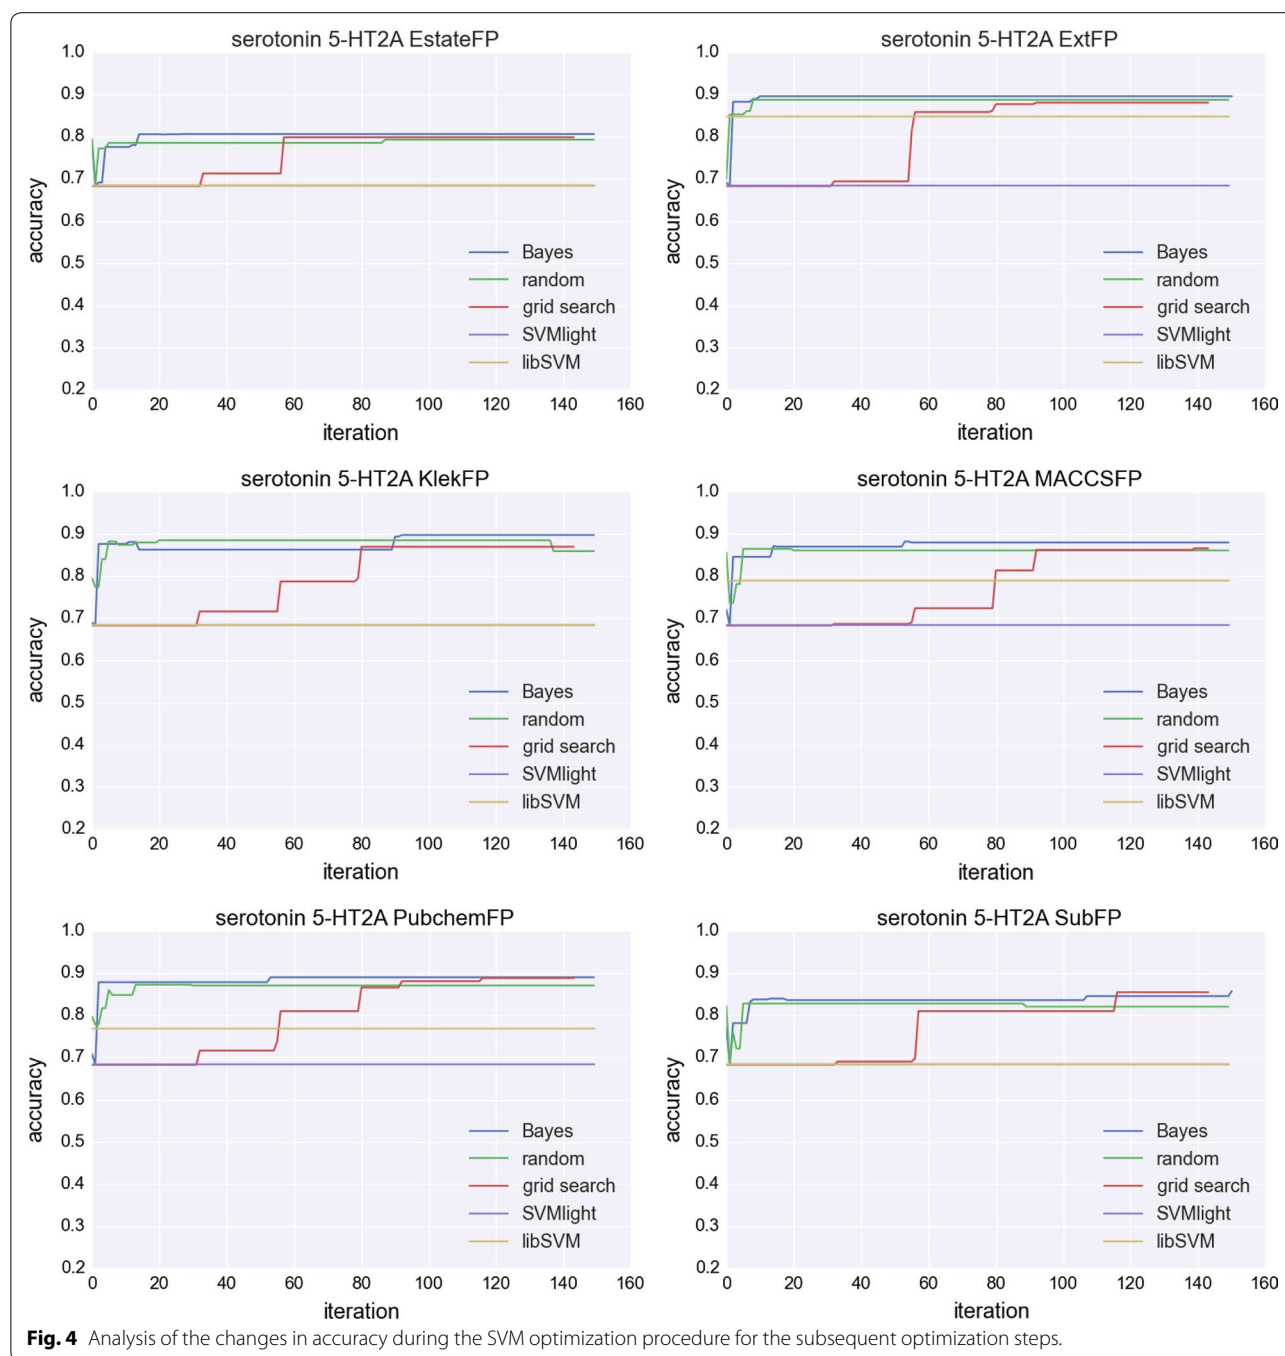 serotonin 5-HT2A EstateFP
1.0
0.9
0.8
0.7
0.6
0.5
0.4
0.3
0.2
accuracy
Bayes
random
grid search
SVMlight
libSVM
0 20 40 60 80 100 120 140 160
iteration
serotonin 5-HT2A ExtFP
1.0
0.9
0.8
0.7
0.6
0.5
0.4
0.3
0.2
accuracy
Bayes
random
grid search
SVMlight
libSVM
0 20 40 60 80 100 120 140 160
iteration
serotonin 5-HT2A KlekFP
1.0
0.9
0.8
0.7
0.6
0.5
0.4
0.3
0.2
accuracy
Bayes
random
grid search
SVMlight
libSVM
0 20 40 60 80 100 120 140 160
iteration
serotonin 5-HT2A MACCSFP
1.0
0.9
0.8
0.7
0.6
0.5
0.4
0.3
0.2
accuracy
Bayes
random
grid search
SVMlight
libSVM
0 20 40 60 80 100 120 140 160
iteration
serotonin 5-HT2A PubchemFP
1.0
0.9
0.8
0.7
0.6
0.5
0.4
0.3
0.2
accuracy
Bayes
random
grid search
SVMlight
libSVM
0 20 40 60 80 100 120 140 160
iteration
serotonin 5-HT2A SubFP
1.0
0.9
0.8
0.7
0.6
0.5
0.4
0.3
0.2
accuracy
Bayes
random
grid search
SVMlight
libSVM
0 20 40 60 80 100 120 140 160
iteration
Fig. 4 Analysis of the changes in accuracy during the SVM optimization procedure for the subsequent optimization steps.